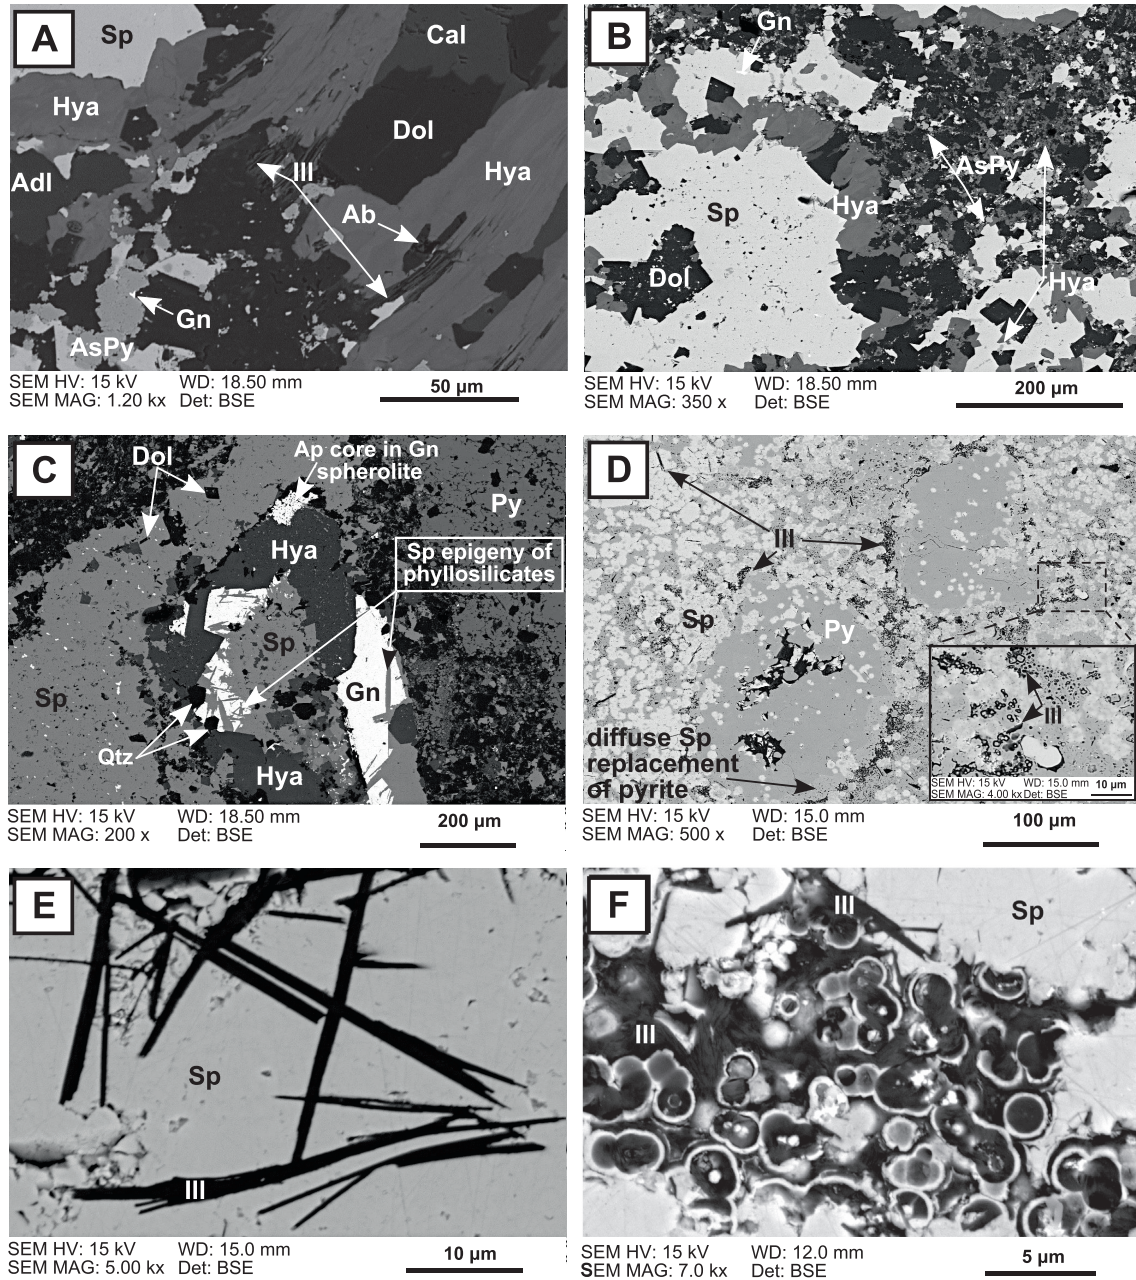 A
Sp
Cal
Hya
Dol
Ill
Hya
Adl
Ab
Gn
AsPy
SEM HV: 15 kV WD: 18.50 mm
SEM MAG: 1.20 kx Det: BSE
50 µm
B
Gn
AsPy
Sp
Hya
Dol
Hya
SEM HV: 15 kV WD: 18.50 mm
SEM MAG: 350 x Det: BSE
200 µm
C
Dol
Ap core in Gn
spherolite
Py
Hya
Sp epigeny of
phyllosilicates
Sp
Sp
Gn
Qtz
Hya
SEM HV: 15 kV WD: 18.50 mm
SEM MAG: 200 x Det: BSE
200 µm
D
Ill
Sp
Py
Ill
diffuse Sp
replacement
of pyrite
SEM HV: 15 kV WD: 15.0 mm
SEM MAG: 4.00 kx Det: BSE
10 µm
SEM HV: 15 kV WD: 15.0 mm
SEM MAG: 500 x Det: BSE
100 µm
E
Sp
Ill
SEM HV: 15 kV WD: 15.0 mm
SEM MAG: 5.00 kx Det: BSE
10 µm
F
Ill
Sp
Ill
SEM HV: 15 kV WD: 12.0 mm
SEM MAG: 7.0 kx Det: BSE
5 µm